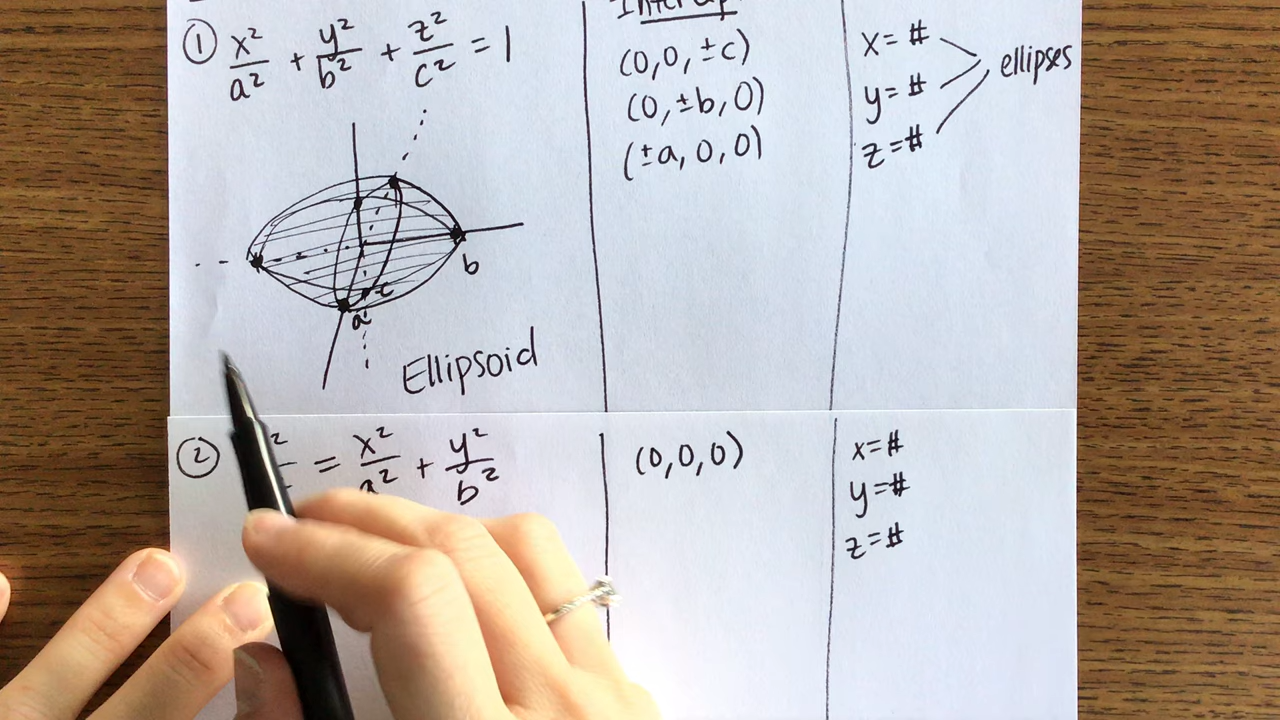 ① x²/a² + y²/b² + z²/c² = 1
(0,0,±c)
(0,±b,0)
(±a,0,0)
x=#
y=#
z=#
ellipses
b
a
c
Ellipsoid
② = x²/a² + y²/b²
(0,0,0)
x=#
y=#
z=#